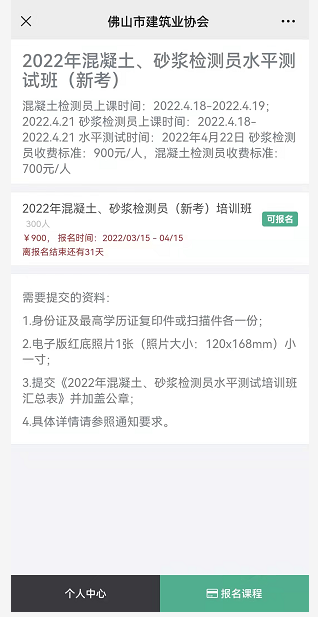 佛山市建筑业协会
2022年混凝土、砂浆检测员水平测
试班（新考）
混凝土检测员上课时间：2022.4.18-2022.4.19；
2022.4.21 砂浆检测员上课时间：2022.4.18-
2022.4.21 水平测试时间：2022年4月22日 砂浆检测
员收费标准：900元/人，混凝土检测员收费标准：
700元/人
2022年混凝土、砂浆检测员（新考）培训班
300人
可报名
￥900， 报名时间：2022/03/15 - 04/15
离报名结束还有31天
需要提交的资料：
1.身份证及最高学历证复印件或扫描件各一份；
2.电子版红底照片1张（照片大小：120x168mm）小
一寸；
3.提交《2022年混凝土、砂浆检测员水平测试培训班
汇总表》并加盖公章；
4.具体详情请参照通知要求。
个人中心
报名课程